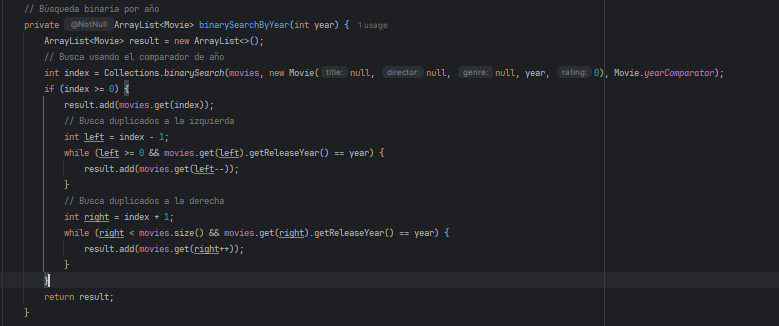 // Búsqueda binaria por año
private @NotNull ArrayList<Movie> binarySearchByYear(int year) { 1 usage
ArrayList<Movie> result = new ArrayList<>();
// Busca usando el comparador de año
int index = Collections.binarySearch(movies, new Movie( title: null, director: null, genre: null, year, rating: 0), Movie.yearComparator);
if (index >= 0) {
result.add(movies.get(index));
// Busca duplicados a la izquierda
int left = index - 1;
while (left >= 0 && movies.get(left).getReleaseYear() == year) {
result.add(movies.get(left--));
}
// Busca duplicados a la derecha
int right = index + 1;
while (right < movies.size() && movies.get(right).getReleaseYear() == year) {
result.add(movies.get(right++));
}
}
return result;
}